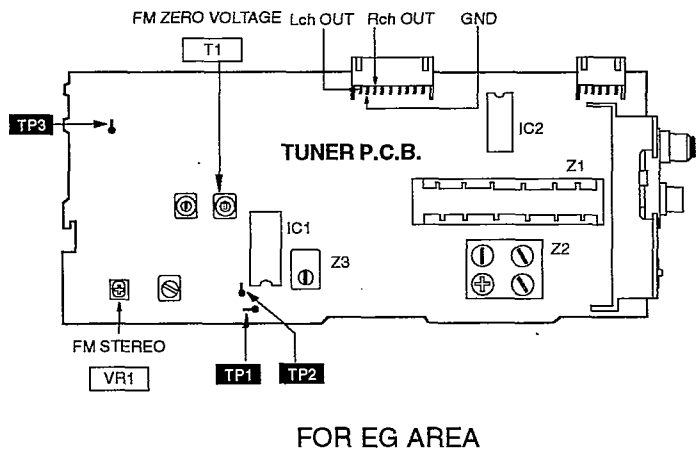 FM ZERO VOLTAGE Lch OUT Rch OUT GND
T1
TP3
IC2
TUNER P.C.B.
Z1
IC1
Z2
Z3
FM STEREO
VR1
TP1 TP2
FOR EG AREA